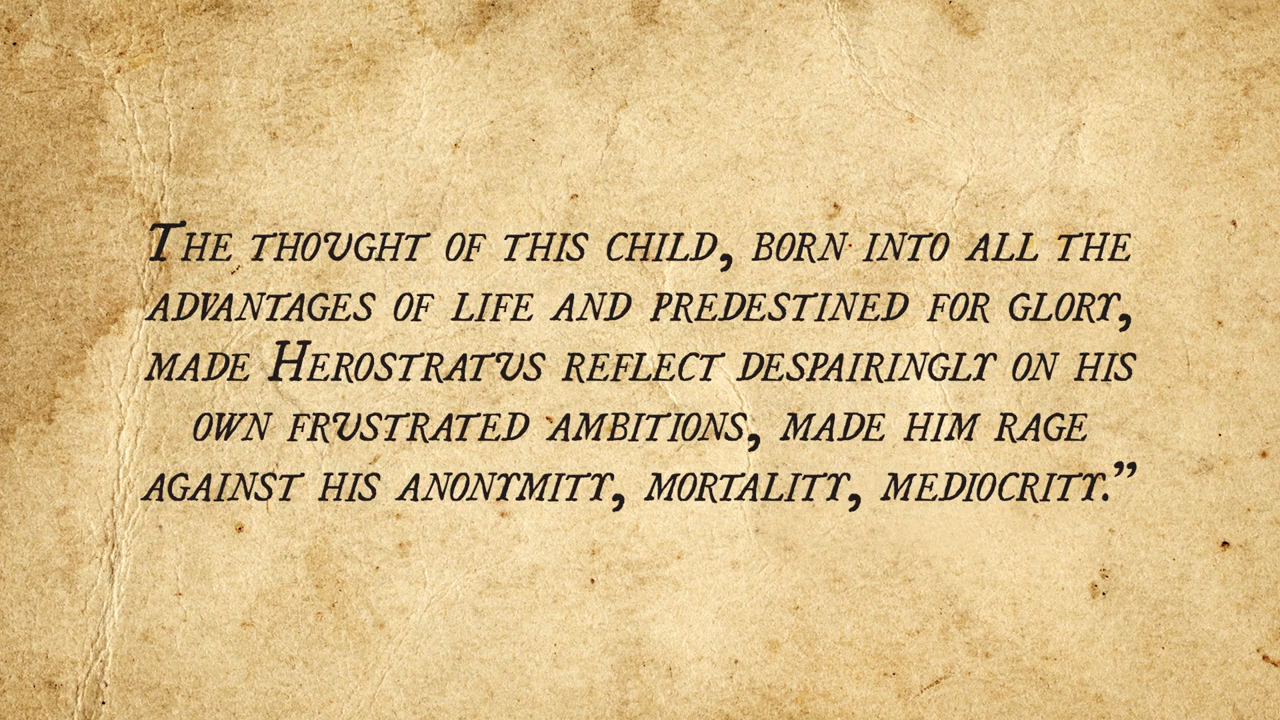 The thought of this child, born into all the
advantages of life and predestined for glory,
made Herostratus reflect despairingly on his
own frustrated ambitions, made him rage
against his anonymity, mortality, mediocrity.”